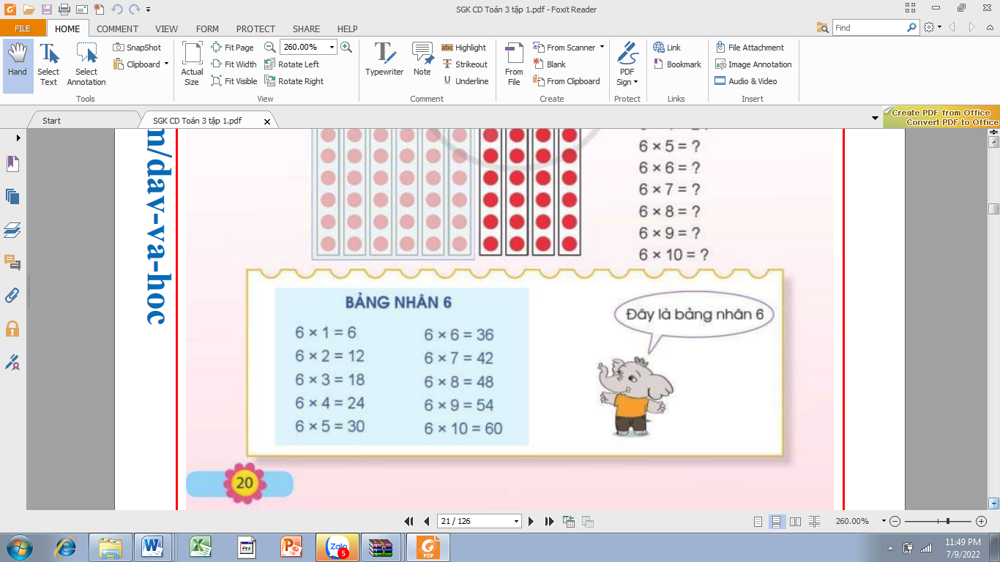 SGK CD Toán 3 tập 1.pdf - Foxit Reader
FILE HOME COMMENT VIEW FORM PROTECT SHARE HELP
Find
Hand
Select Text
Select Annotation
SnapShot
Clipboard
Tools
Actual Size
Fit Page
Fit Width
Fit Visible
260.00%
Rotate Left
Rotate Right
View
Typewriter
Note
Highlight
Strikeout
Underline
Comment
From File
From Scanner
Blank
From Clipboard
Create
PDF Sign
Protect
Link
Bookmark
Links
File Attachment
Image Annotation
Audio & Video
Insert
Start
SGK CD Toán 3 tập 1.pdf
Create PDF from Office
Convert PDF to Office
m/day-va-hoc
6 × 5 = ?
6 × 6 = ?
6 × 7 = ?
6 × 8 = ?
6 × 9 = ?
6 × 10 = ?
BẢNG NHÂN 6
6 × 1 = 6
6 × 2 = 12
6 × 3 = 18
6 × 4 = 24
6 × 5 = 30
6 × 6 = 36
6 × 7 = 42
6 × 8 = 48
6 × 9 = 54
6 × 10 = 60
Đây là bảng nhân 6
20
21 / 126
260.00%
Zalo
5
PDF
11:49 PM
7/9/2022